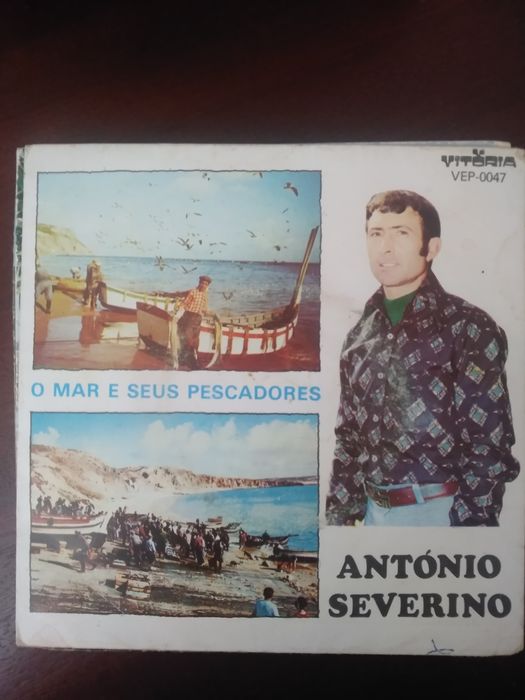 VITÓRIA
VEP-0047
O MAR E SEUS PESCADORES
ANTÓNIO
SEVERINO